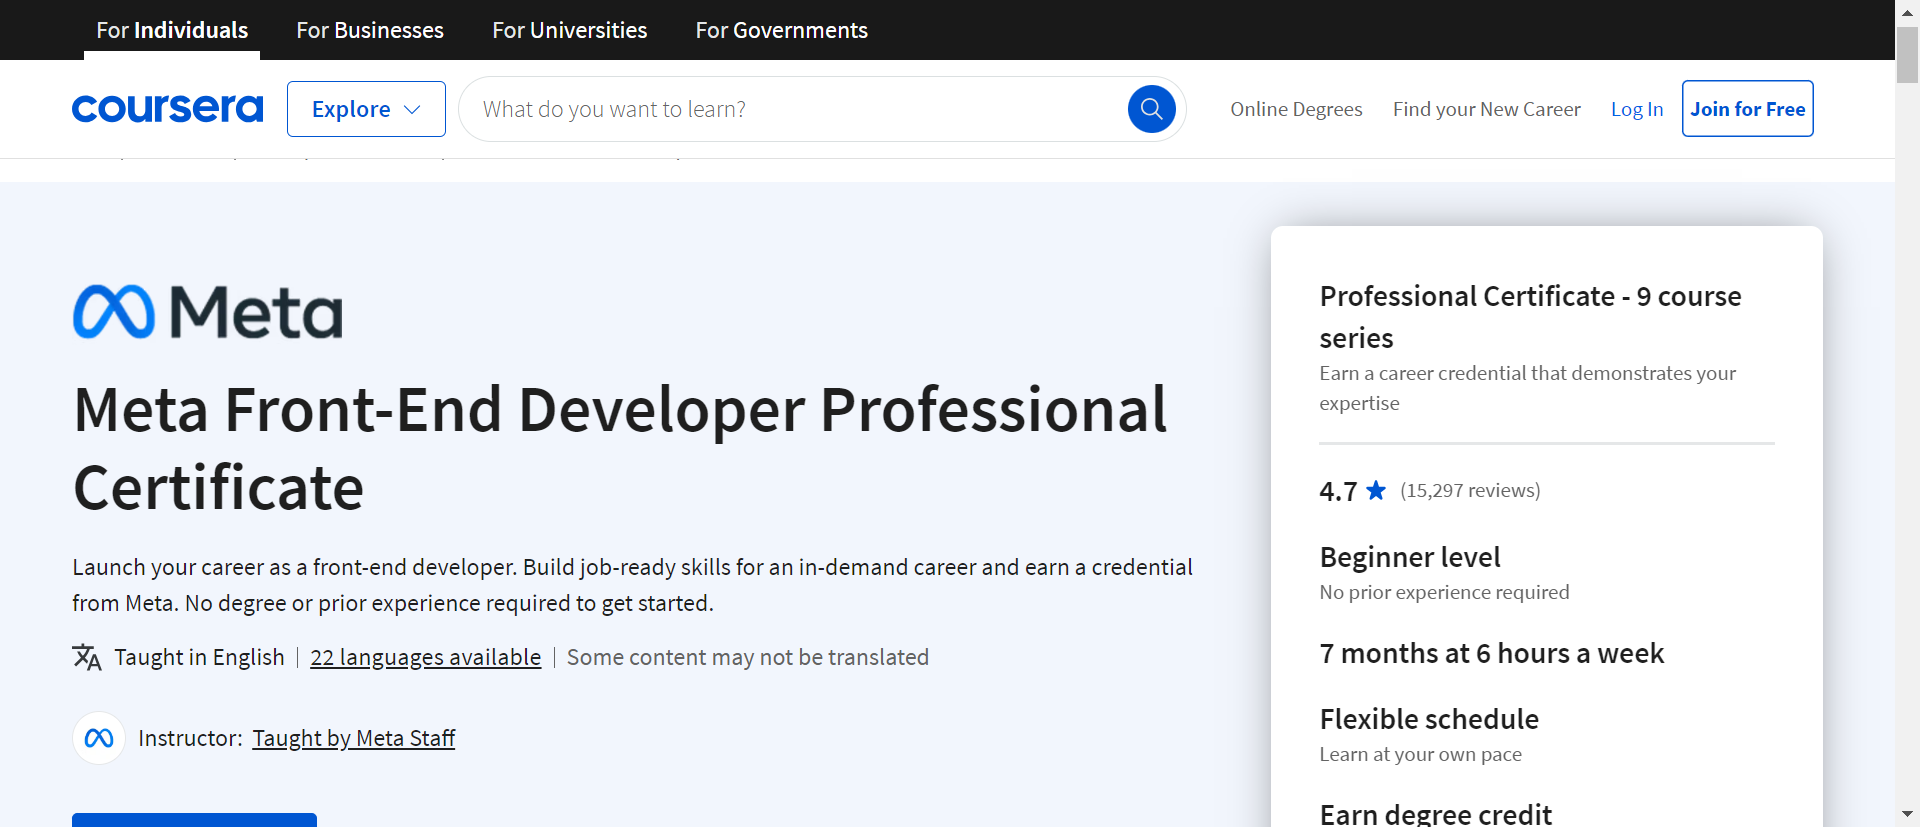 For Individuals For Businesses For Universities For Governments
coursera Explore What do you want to learn? Online Degrees Find your New Career Log In Join for Free
Meta
Meta Front-End Developer Professional
Certificate
Launch your career as a front-end developer. Build job-ready skills for an in-demand career and earn a credential
from Meta. No degree or prior experience required to get started.
Taught in English 22 languages available Some content may not be translated
Instructor: Taught by Meta Staff
Professional Certificate - 9 course
series
Earn a career credential that demonstrates your
expertise
4.7 (15,297 reviews)
Beginner level
No prior experience required
7 months at 6 hours a week
Flexible schedule
Learn at your own pace
Earn degree credit